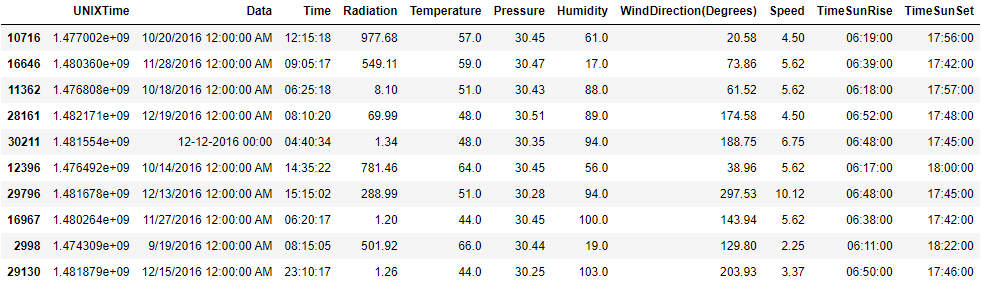 UNIXTime Data Time Radiation Temperature Pressure Humidity WindDirection(Degrees) Speed TimeSunRise TimeSunSet
10716 1.477002e+09 10/20/2016 12:00:00 AM 12:15:18 977.68 57.0 30.45 61.0 20.58 4.50 06:19:00 17:56:00
16646 1.480360e+09 11/28/2016 12:00:00 AM 09:05:17 549.11 59.0 30.47 17.0 73.86 5.62 06:39:00 17:42:00
11362 1.476808e+09 10/18/2016 12:00:00 AM 06:25:18 8.10 51.0 30.43 88.0 61.52 5.62 06:18:00 17:57:00
28161 1.482171e+09 12/19/2016 12:00:00 AM 08:10:20 69.99 48.0 30.51 89.0 174.58 4.50 06:52:00 17:48:00
30211 1.481554e+09 12-12-2016 00:00 04:40:34 1.34 48.0 30.35 94.0 188.75 6.75 06:48:00 17:45:00
12396 1.476492e+09 10/14/2016 12:00:00 AM 14:35:22 781.46 64.0 30.45 56.0 38.96 5.62 06:17:00 18:00:00
29796 1.481678e+09 12/13/2016 12:00:00 AM 15:15:02 288.99 51.0 30.28 94.0 297.53 10.12 06:48:00 17:45:00
16967 1.480264e+09 11/27/2016 12:00:00 AM 06:20:17 1.20 44.0 30.45 100.0 143.94 5.62 06:38:00 17:42:00
2998 1.474309e+09 9/19/2016 12:00:00 AM 08:15:05 501.92 66.0 30.44 19.0 129.80 2.25 06:11:00 18:22:00
29130 1.481879e+09 12/15/2016 12:00:00 AM 23:10:17 1.26 44.0 30.25 103.0 203.93 3.37 06:50:00 17:46:00